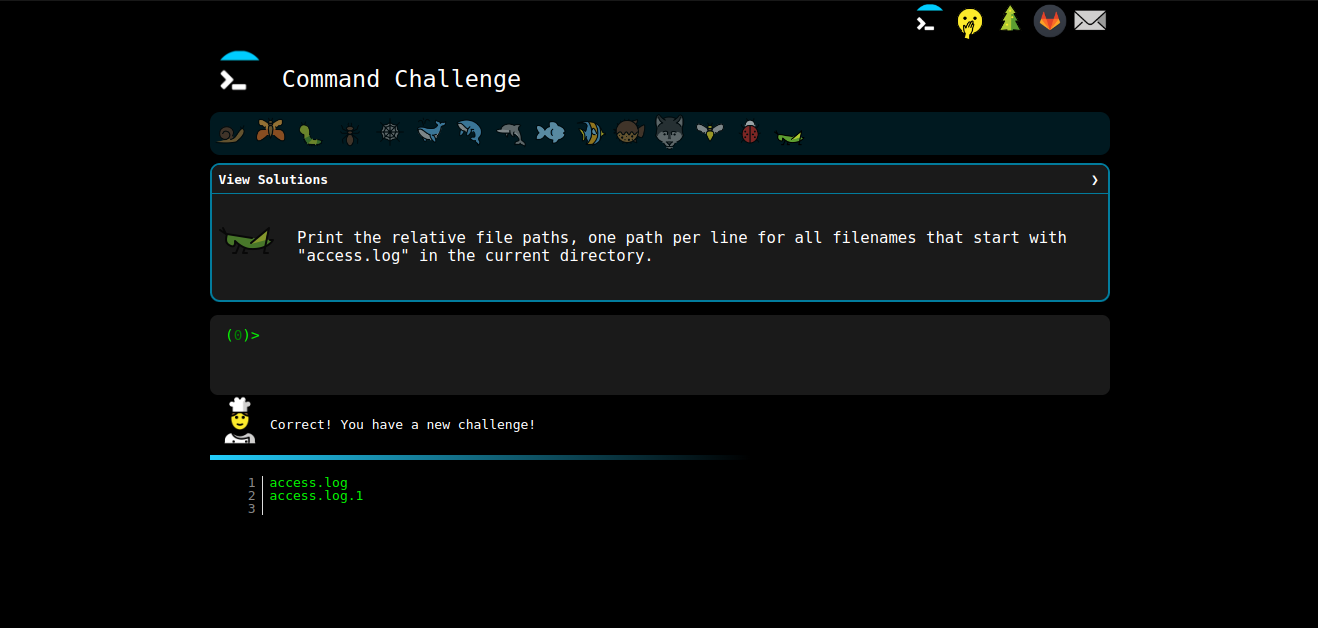 Command Challenge
View Solutions ❯
Print the relative file paths, one path per line for all filenames that start with
"access.log" in the current directory.
(0)>
Correct! You have a new challenge!
1 access.log
2 access.log.1
3